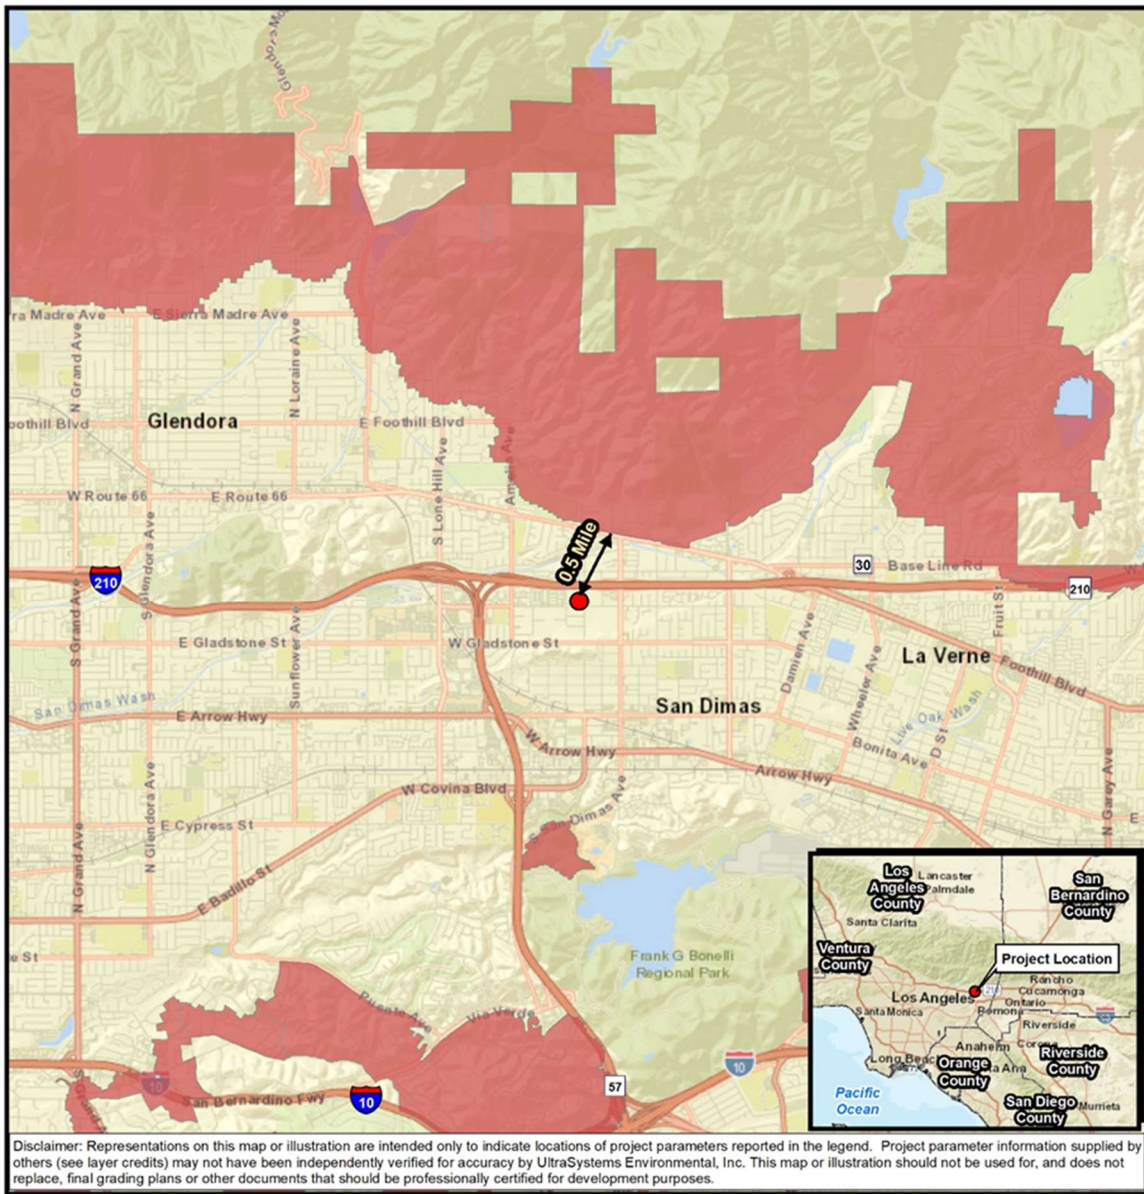 Glendora Mo
ra Madre Ave
E Sierra Madre Ave
N Grand Ave
N Loraine Ave
Glendora
oothill Blvd
E Foothill Blvd
S Lone Hill Ave
Amelia Ave
W Route 66
E Route 66
0.5 Mile
S Glendora Ave
30
Base Line Rd
210
210
S Grand Ave
Sunflower Ave
Fruit St
E Gladstone St
W Gladstone St
Damien Ave
Wheeler Ave
La Verne
Foothill Blvd
San Dimas Wash
San Dimas
Live Oak Wash
E Arrow Hwy
W Arrow Hwy
D St
Bonita Ave
Arrow Hwy
N Garey Ave
W Covina Blvd
N Glendora Ave
E Cypress St
S San Dimas Ave
E
N Grand Ave
E Badillo St
e St
Frank G Bonelli
Regional Park
Puente Ave
Via Verde
10
57
10
San Bernardino Fwy
10
Los
Angeles
County
Lancaster
Palmdale
San
Bernardino
County
Santa Clarita
Ventura
County
Project Location
210
Rancho
Cucamonga
Los Angeles
Ontario
Santa Monica
Pomona
Riverside
Anaheim
Coro
Long Beac
Orange
County
ta Ana
Riverside
County
Pacific
Ocean
San Diego
County
Murrieta
Disclaimer: Representations on this map or illustration are intended only to indicate locations of project parameters reported in the legend. Project parameter information supplied by
others (see layer credits) may not have been independently verified for accuracy by UltraSystems Environmental, Inc. This map or illustration should not be used for, and does not
replace, final grading plans or other documents that should be professionally certified for development purposes.